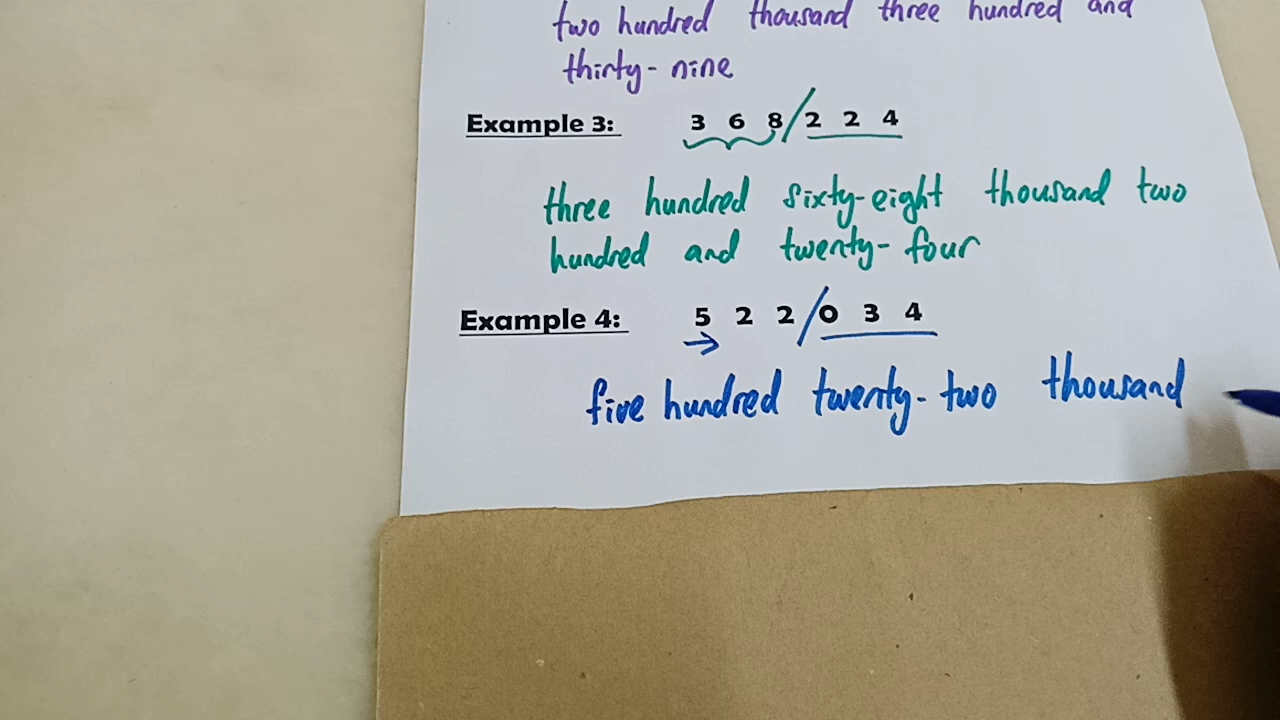 two hundred thousand three hundred and
thirty-nine
Example 3: 3 6 8/2 2 4
three hundred sixty-eight thousand two
hundred and twenty-four
Example 4: 5 2 2/0 3 4
five hundred twenty-two thousand